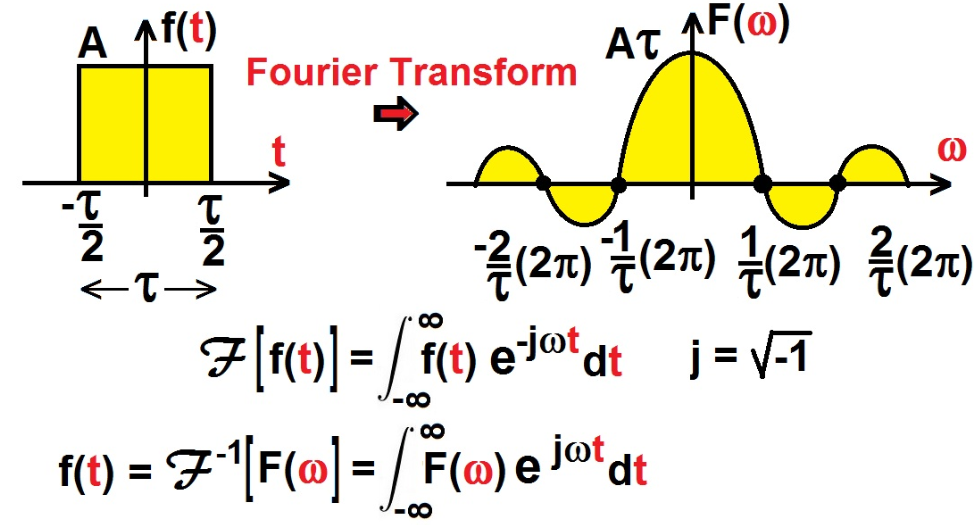 A f(t)
Fourier Transform
t
-τ/2 τ/2
τ
Aτ F(ω)
ω
-2/τ(2π) -1/τ(2π) 1/τ(2π) 2/τ(2π)
ℱ[f(t)] = ∫_{-∞}^{∞} f(t) e^{-jωt} dt j = √-1
f(t) = ℱ^{-1}[F(ω)] = ∫_{-∞}^{∞} F(ω) e^{jωt} dt